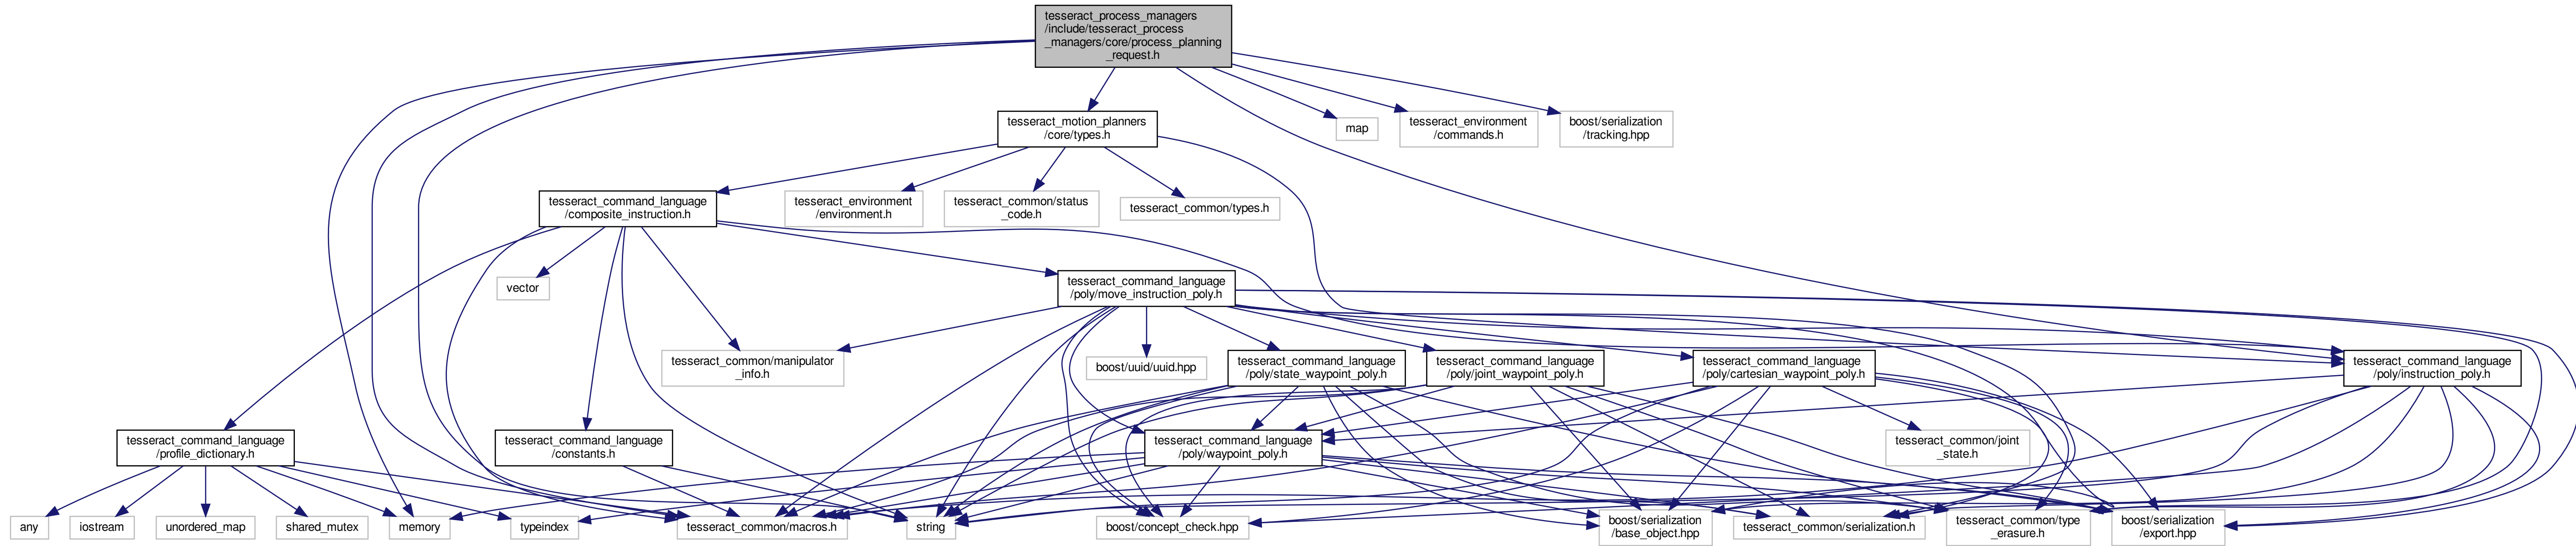 tesseract_process_managers
/include/tesseract_process
_managers/core/process_planning
_request.h
tesseract_motion_planners
/core/types.h
map
tesseract_environment
/commands.h
boost/serialization
/tracking.hpp
tesseract_command_language
/composite_instruction.h
tesseract_environment
/environment.h
tesseract_common/status
_code.h
tesseract_common/types.h
vector
tesseract_command_language
/poly/move_instruction_poly.h
tesseract_common/manipulator
_info.h
boost/uuid/uuid.hpp
tesseract_command_language
/poly/state_waypoint_poly.h
tesseract_command_language
/poly/joint_waypoint_poly.h
tesseract_command_language
/poly/cartesian_waypoint_poly.h
tesseract_command_language
/poly/instruction_poly.h
tesseract_command_language
/profile_dictionary.h
tesseract_command_language
/constants.h
tesseract_command_language
/poly/waypoint_poly.h
tesseract_common/joint
_state.h
any
iostream
unordered_map
shared_mutex
memory
typeindex
tesseract_common/macros.h
string
boost/concept_check.hpp
boost/serialization
/base_object.hpp
tesseract_common/serialization.h
tesseract_common/type
_erasure.h
boost/serialization
/export.hpp